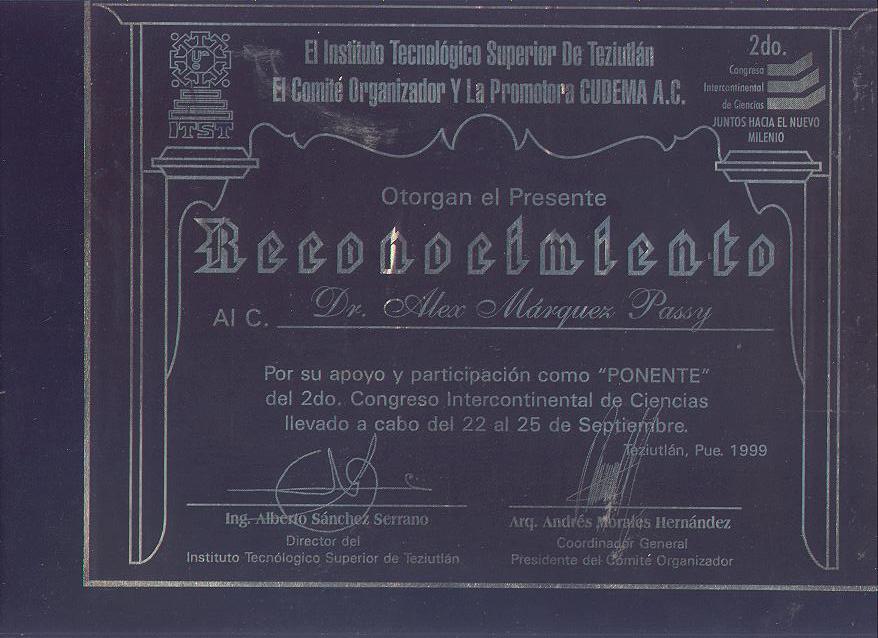 El Instituto Tecnológico Superior De Teziutlán
El Comité Organizador Y La Promotora CUDEMA A.C.
ITST
2do.
Congreso
Intercontinental
de Ciencias
JUNTOS HACIA EL NUEVO
MILENIO
Otorgan el Presente
Reconocimiento
Al C. Dr. Alex Márquez Passy
Por su apoyo y participación como “PONENTE”
del 2do. Congreso Intercontinental de Ciencias
llevado a cabo del 22 al 25 de Septiembre.
Teziutlán, Pue. 1999
Ing. Alberto Sánchez Serrano
Director del
Instituto Tecnólogico Superior de Teziutlán
Arq. Andrés Morales Hernández
Coordinador General
Presidente del Comité Organizador